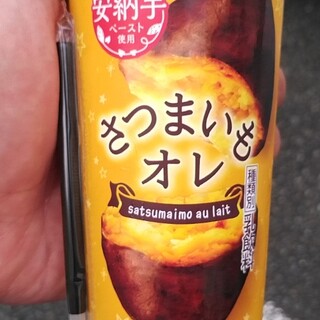 安納芋
ペースト
使用
さつまいも
オレ
satsumaimo au lait
種類別
乳飲料